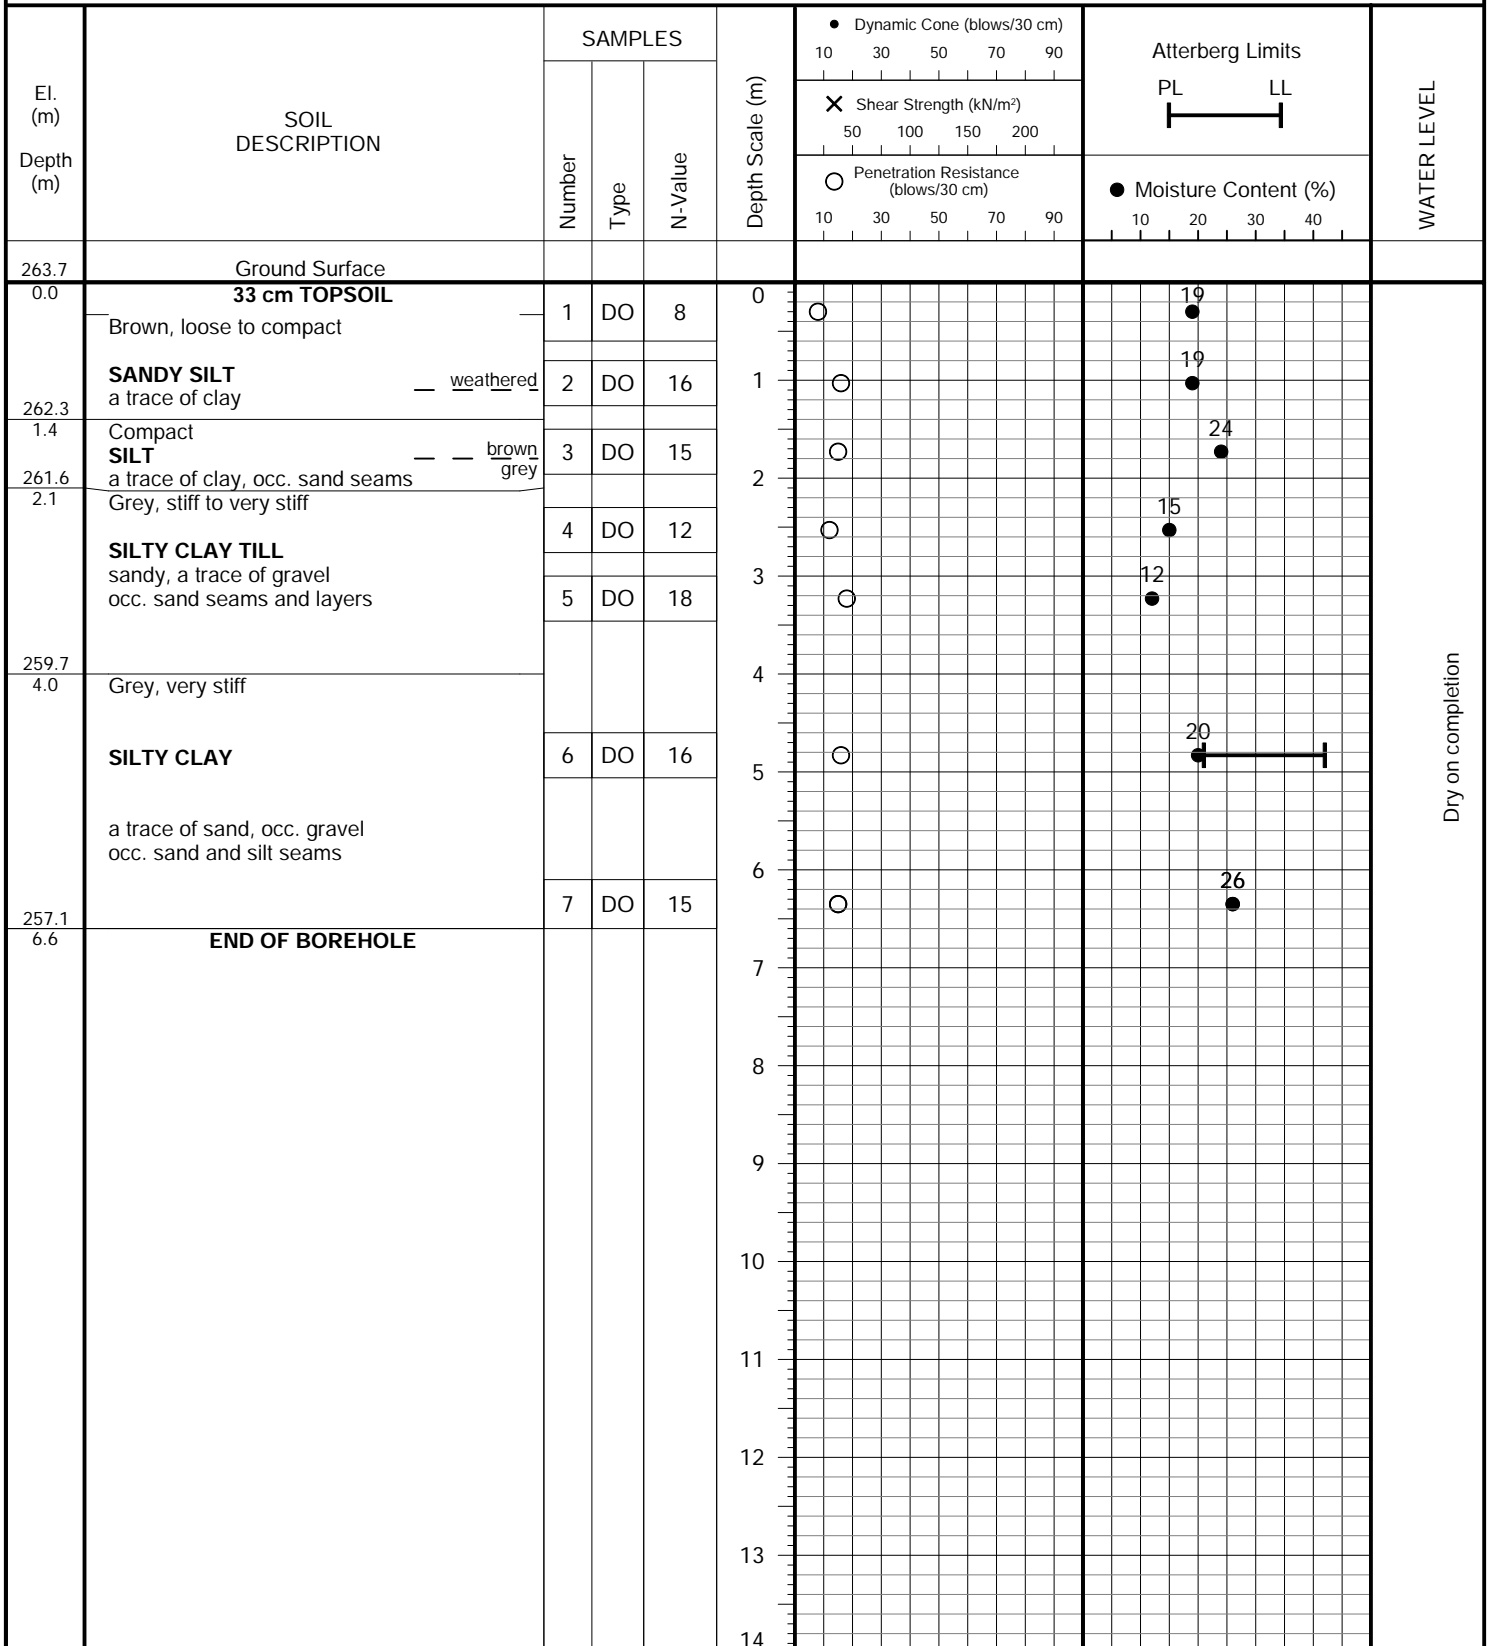 El.
(m)
Depth
(m)
SOIL
DESCRIPTION
SAMPLES
Number
Type
N-Value
Depth Scale (m)
● Dynamic Cone (blows/30 cm)
10 30 50 70 90
✕ Shear Strength (kN/m²)
50 100 150 200
○ Penetration Resistance
(blows/30 cm)
10 30 50 70 90
Atterberg Limits
PL LL
● Moisture Content (%)
10 20 30 40
WATER LEVEL
263.7 Ground Surface
0.0 33 cm TOPSOIL 0
Brown, loose to compact 1 DO 8 19
SANDY SILT weathered 2 DO 16 1 19
a trace of clay
262.3
1.4 Compact 24
SILT brown 3 DO 15
grey
261.6 a trace of clay, occ. sand seams 2
2.1 Grey, stiff to very stiff 15
4 DO 12
SILTY CLAY TILL
sandy, a trace of gravel 3 12
occ. sand seams and layers 5 DO 18
259.7
4.0 Grey, very stiff 4
20
SILTY CLAY 6 DO 16
5
a trace of sand, occ. gravel
occ. sand and silt seams
6 26
7 DO 15
257.1
6.6 END OF BOREHOLE
7
8
9
10
11
12
13
14
Dry on completion